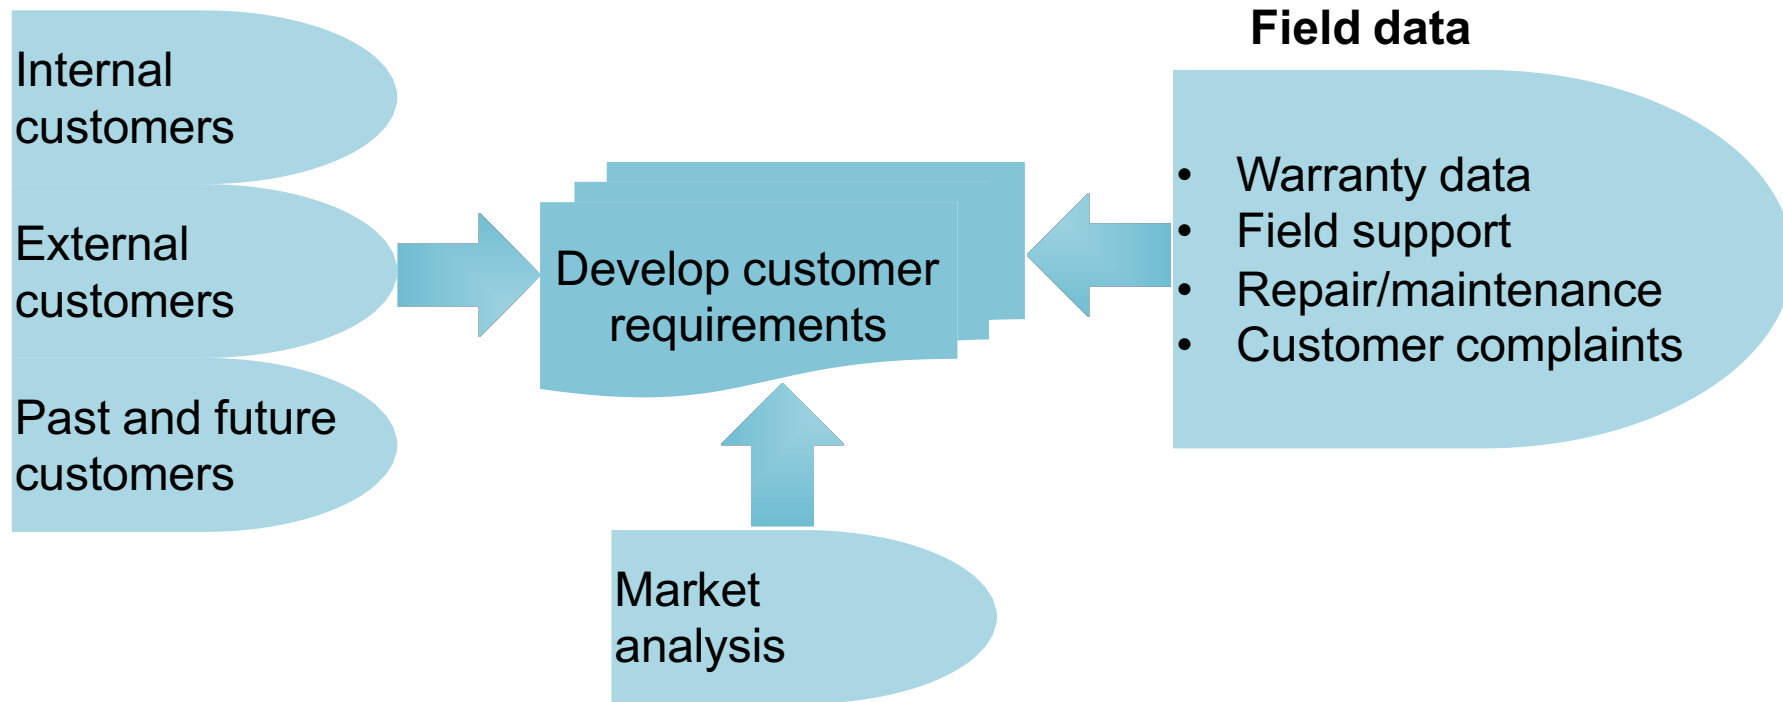 Internal
customers
External
customers
Past and future
customers
Develop customer
requirements
Market
analysis
Field data
• Warranty data
• Field support
• Repair/maintenance
• Customer complaints